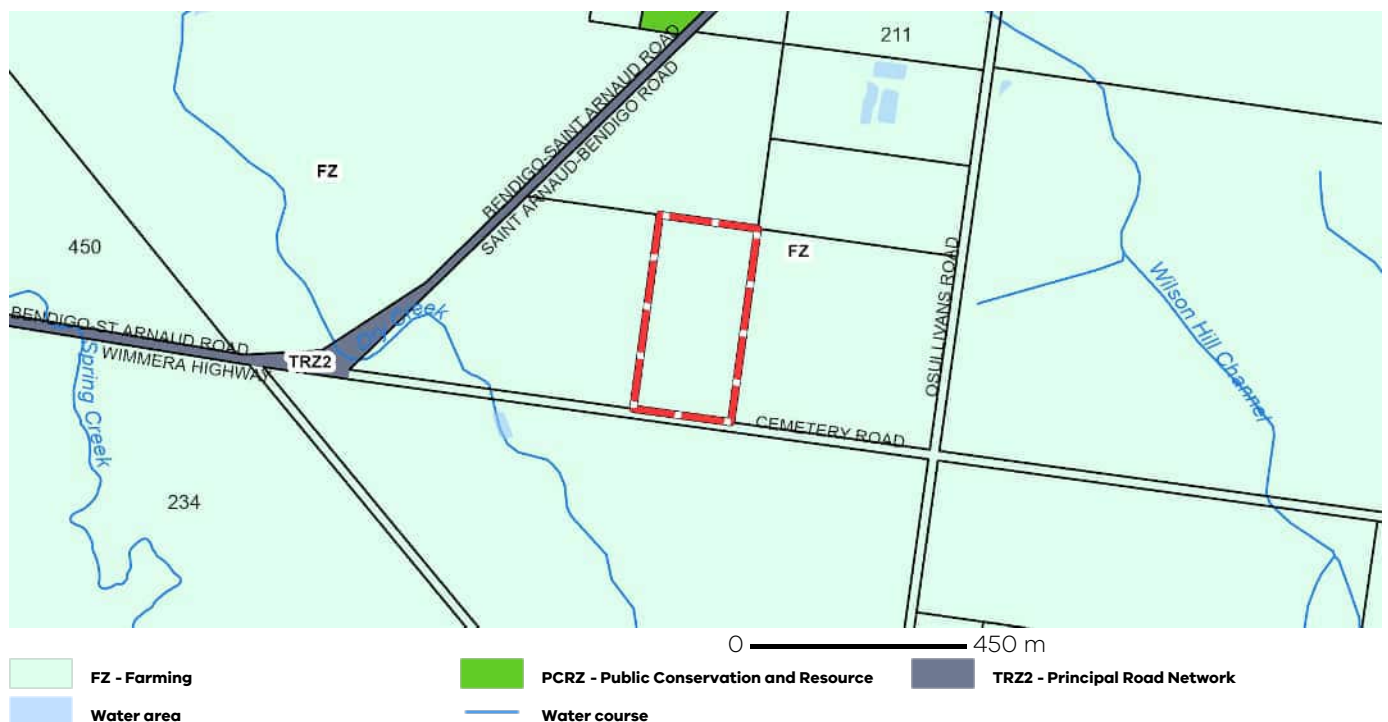 211
BENDIGO-SAINT ARNAUD ROAD
SAINT ARNAUD-BENDIGO ROAD
FZ
450
FZ
OSULLIVANS ROAD
Wilson Hill Channel
Creek
BENDIGO-ST ARNAUD ROAD
WIMMERA HIGHWAY
TRZ2
Spring Creek
CEMETERY ROAD
234
0 450 m
FZ - Farming
PCRZ - Public Conservation and Resource
TRZ2 - Principal Road Network
Water area
Water course